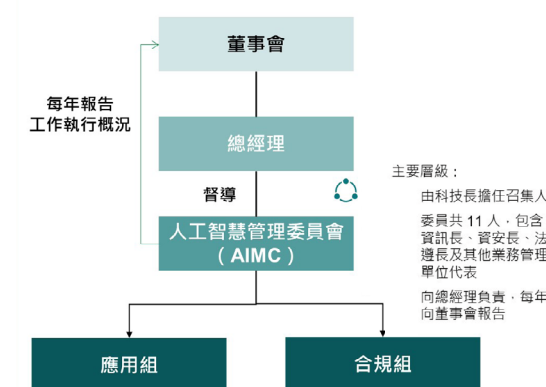 董事會
每年報告
工作執行概況
總經理
督導
主要層級：
由科技長擔任召集人
委員共 11 人，包含
資訊長、資安長、法
遵長及其他業務管理
單位代表
向總經理負責，每年
向董事會報告
人工智慧管理委員會
（AIMC）
應用組
合規組